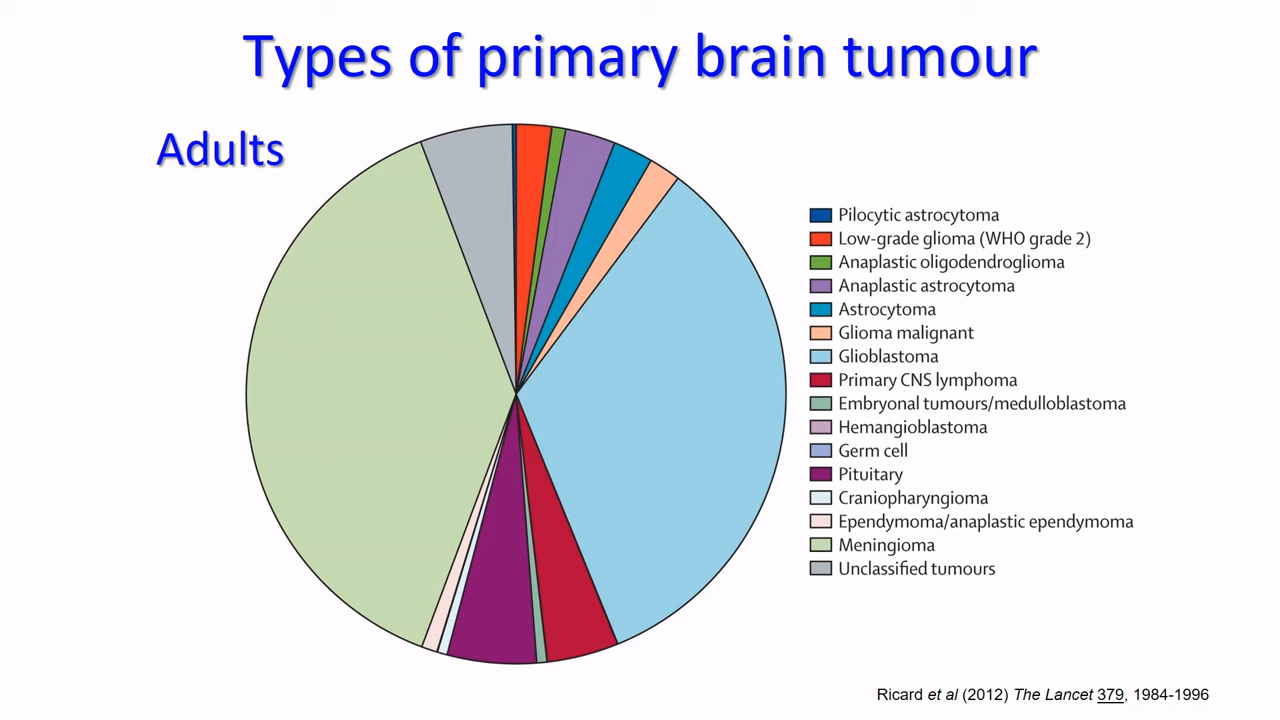 Types of primary brain tumour
Adults
Pilocytic astrocytoma
Low-grade glioma (WHO grade 2)
Anaplastic oligodendroglioma
Anaplastic astrocytoma
Astrocytoma
Glioma malignant
Glioblastoma
Primary CNS lymphoma
Embryonal tumours/medulloblastoma
Hemangioblastoma
Germ cell
Pituitary
Craniopharyngioma
Ependymoma/anaplastic ependymoma
Meningioma
Unclassified tumours
Ricard et al (2012) The Lancet 379, 1984-1996